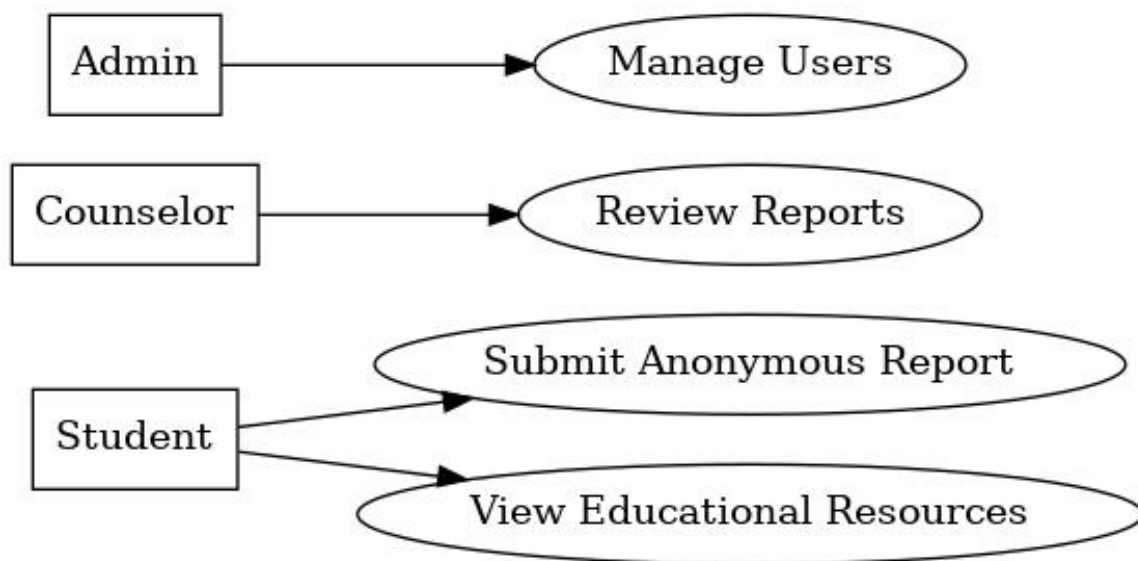 Admin
Manage Users
Counselor
Review Reports
Submit Anonymous Report
Student
View Educational Resources